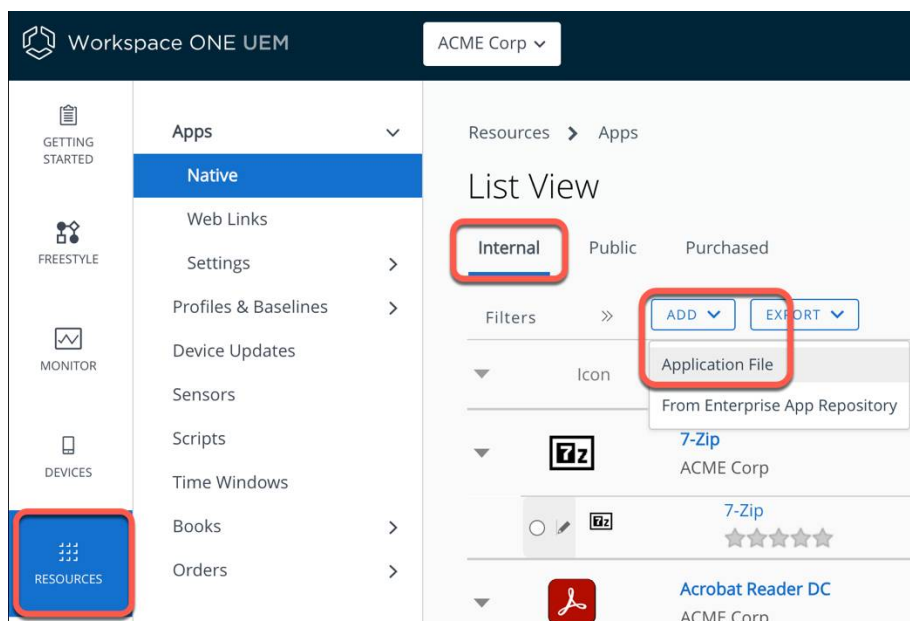 Workspace ONE UEM
ACME Corp
GETTING
STARTED
FREESTYLE
MONITOR
DEVICES
RESOURCES
Apps
Native
Web Links
Settings
Profiles & Baselines
Device Updates
Sensors
Scripts
Time Windows
Books
Orders
Resources > Apps
List View
Internal Public Purchased
Filters » ADD EXPORT
Application File
From Enterprise App Repository
Icon
7z
7-Zip
ACME Corp
7z
7-Zip
Acrobat Reader DC
ACME Corp